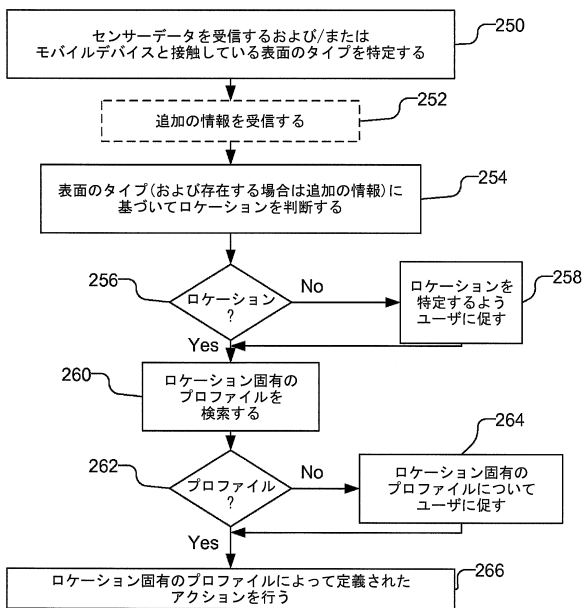 センサーデータを受信するおよび/または
モバイルデバイスと接触している表面のタイプを特定する
250
252
追加の情報を受信する
254
表面のタイプ(および存在する場合は追加の情報)に
基づいてロケーションを判断する
256
ロケーション
?
No
Yes
ロケーションを
特定するよう
ユーザに促す
258
260
ロケーション固有の
プロファイルを
検索する
262
プロファイル
?
No
Yes
264
ロケーション固有の
プロファイルについて
ユーザに促す
ロケーション固有のプロファイルによって定義された
アクションを行う
266